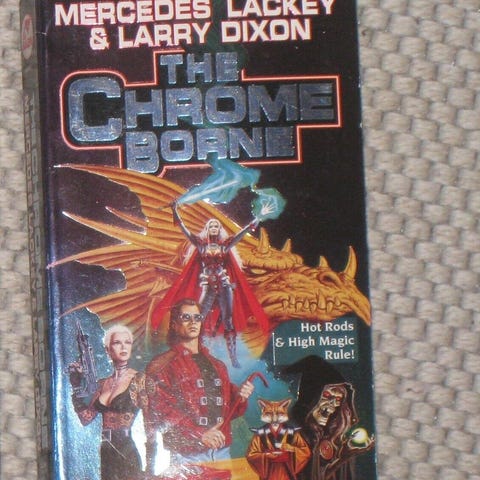 MERCEDES LACKEY
& LARRY DIXON
THE
CHROME
BORNE
Hot Rods
& High Magic
Rule!